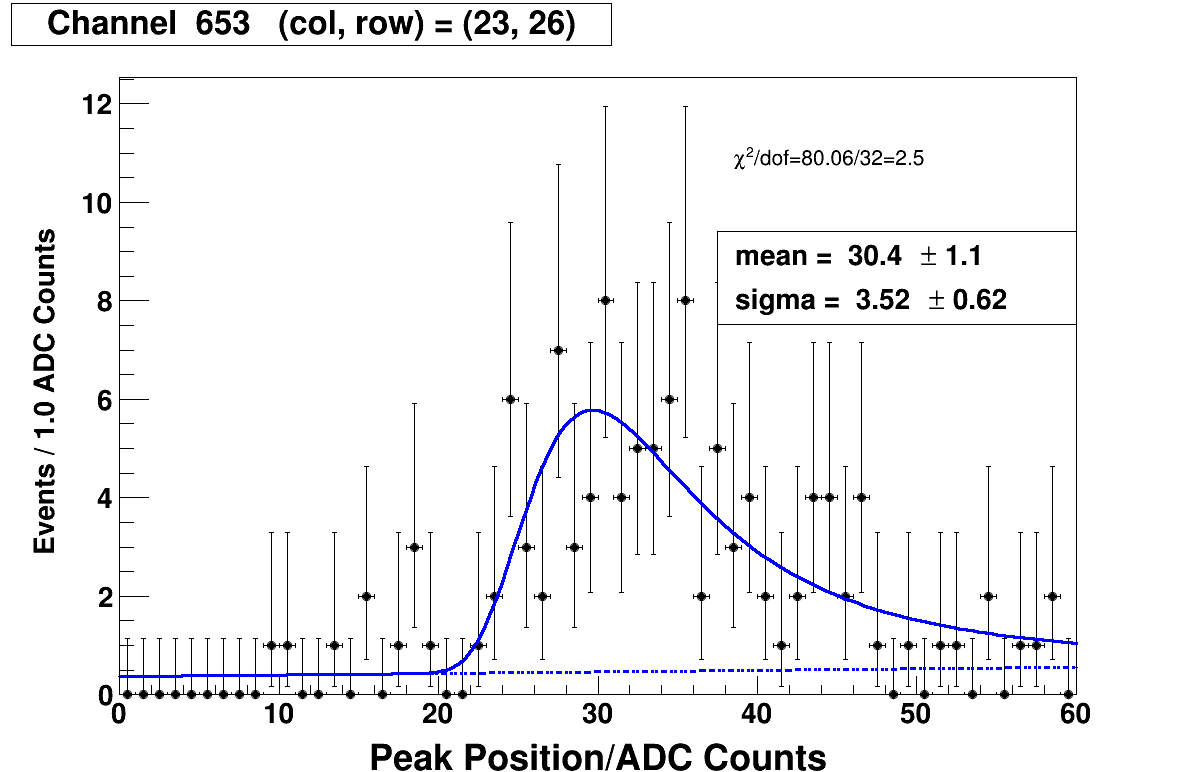 Channel 653 (col, row) = (23, 26)
12
10
8
6
4
2
0
Events / 1.0 ADC Counts
χ²/dof=80.06/32=2.5
mean = 30.4 ± 1.1
sigma = 3.52 ± 0.62
0 10 20 30 40 50 60
Peak Position/ADC Counts